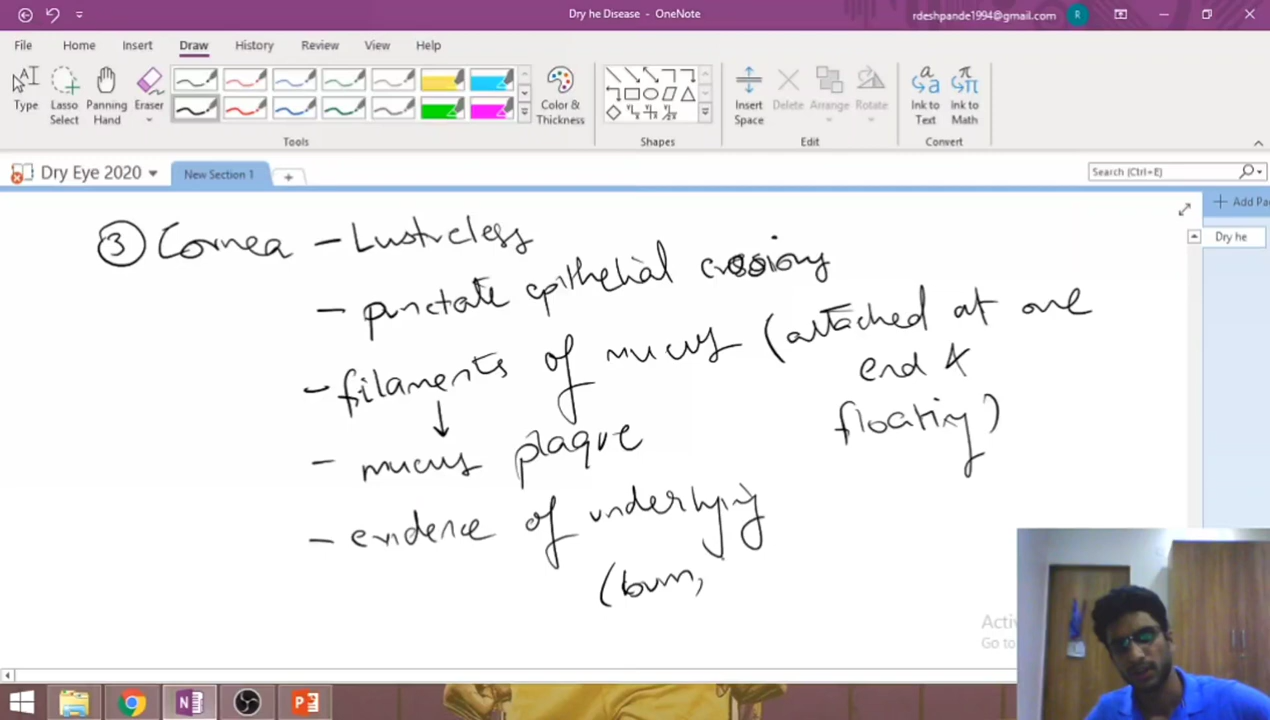 Dry he Disease - OneNote
rdeshpande1994@gmail.com
R
File Home Insert Draw History Review View Help
Type
Lasso Select
Panning Hand
Eraser
Color & Thickness
Insert Space
Delete
Arrange
Rotate
Ink to Text
Ink to Math
Tools
Shapes
Edit
Convert
Dry Eye 2020
New Section 1
Search (Ctrl+E)
Add Pa
Dry he
③ Cornea – Lustreless
– punctate epithelial erosions
– filaments of mucus (attached at one
end &
floating)
↓
– mucus plaque
– evidence of underlying
(burn,
Activ
Go to